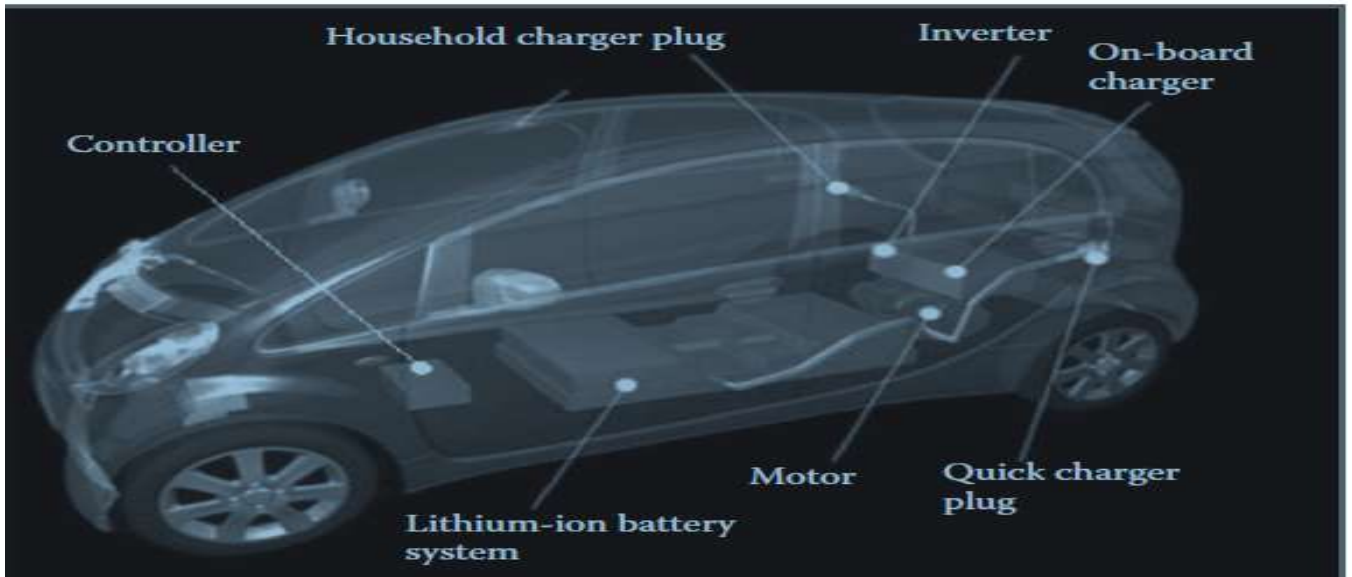 Household charger plug
Inverter
On-board
charger
Controller
Motor
Quick charger
plug
Lithium-ion battery
system